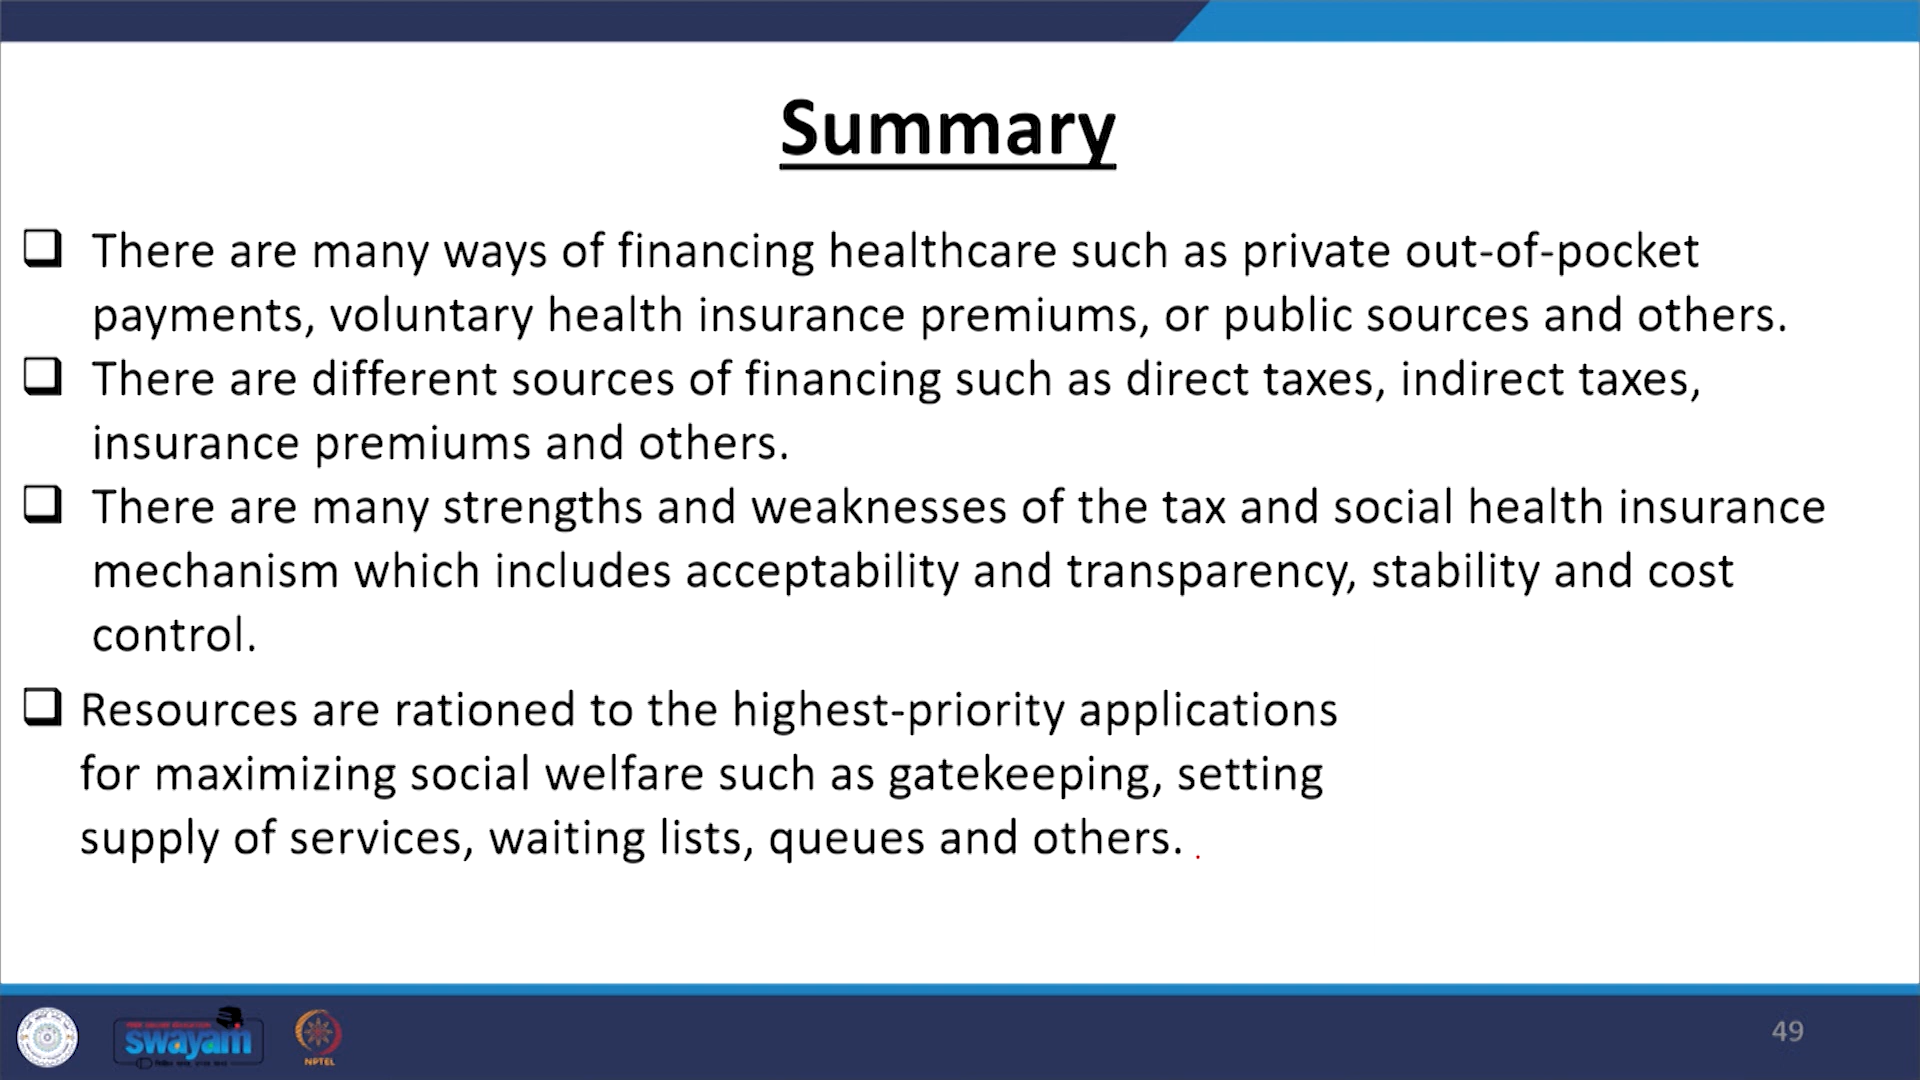 Summary
There are many ways of financing healthcare such as private out-of-pocket
payments, voluntary health insurance premiums, or public sources and others.
There are different sources of financing such as direct taxes, indirect taxes,
insurance premiums and others.
There are many strengths and weaknesses of the tax and social health insurance
mechanism which includes acceptability and transparency, stability and cost
control.
Resources are rationed to the highest-priority applications
for maximizing social welfare such as gatekeeping, setting
supply of services, waiting lists, queues and others.
swayam
NPTEL
49